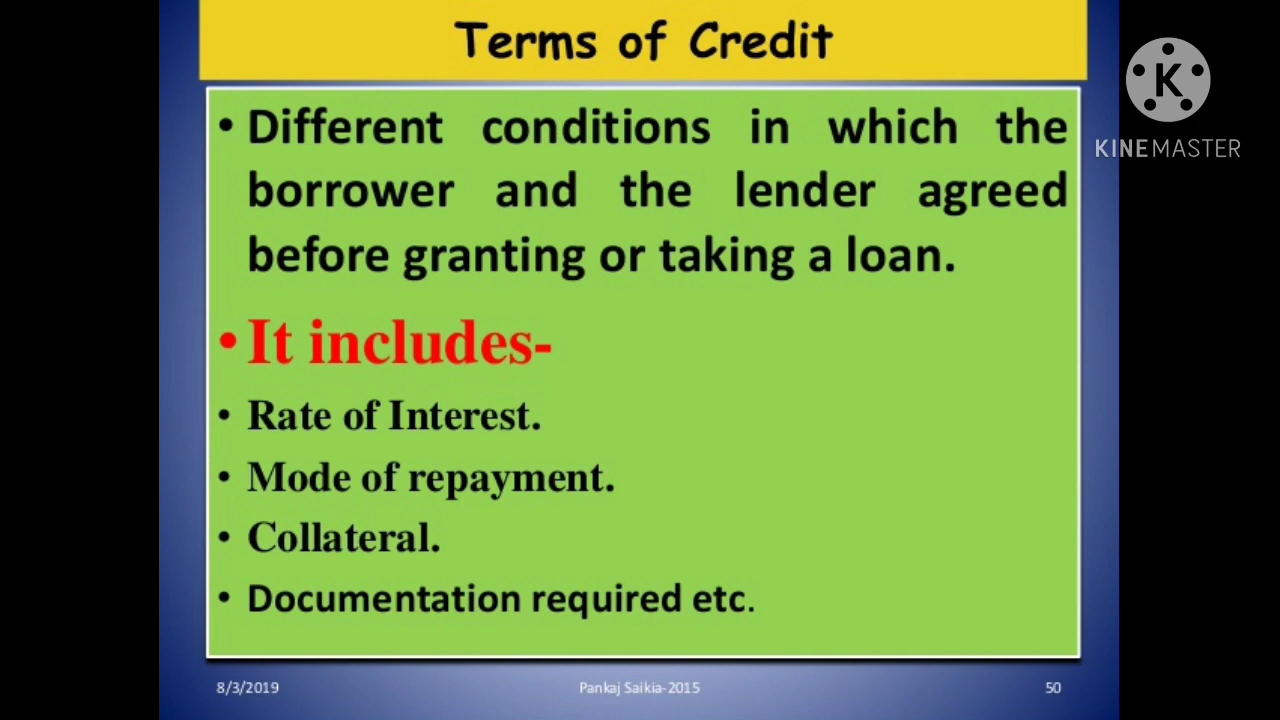 Terms of Credit
• Different conditions in which the
borrower and the lender agreed
before granting or taking a loan.
• It includes-
• Rate of Interest.
• Mode of repayment.
• Collateral.
• Documentation required etc.
8/3/2019 Pankaj Saikia-2015 50
K
KINEMASTER